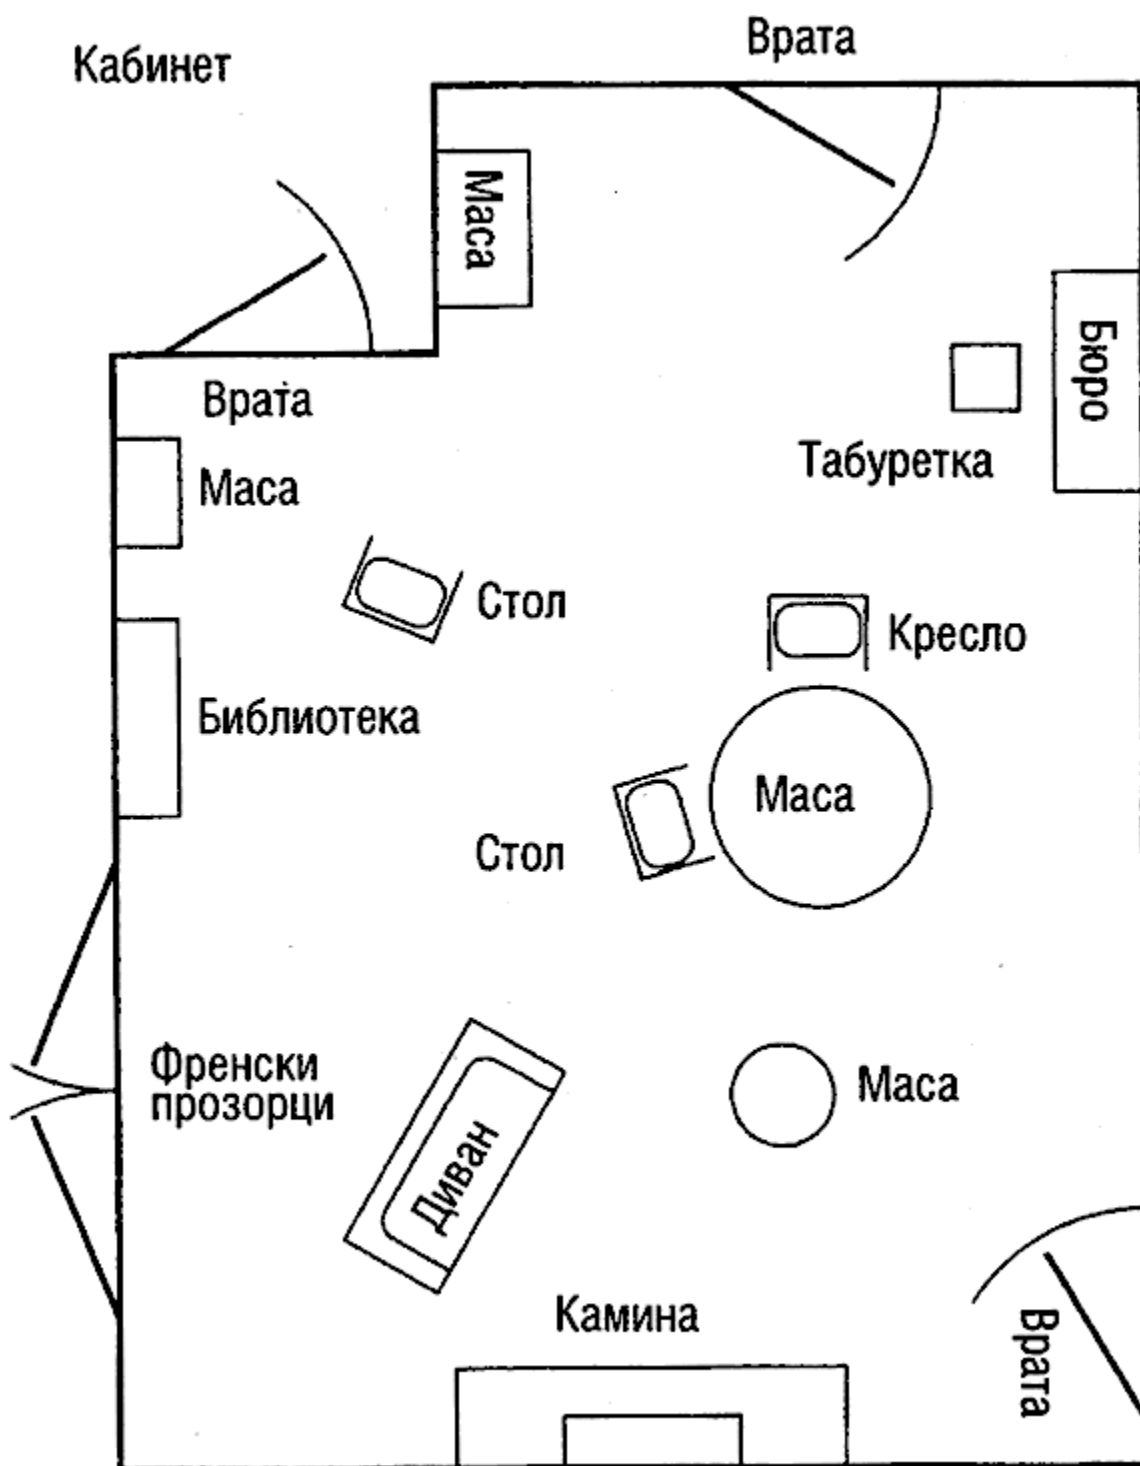 Врата
Кабинет
Маса
Бюро
Врата
Табуретка
Маса
Стол
Кресло
Библиотека
Маса
Стол
Френски
прозорци
Маса
Диван
Камина
Врата